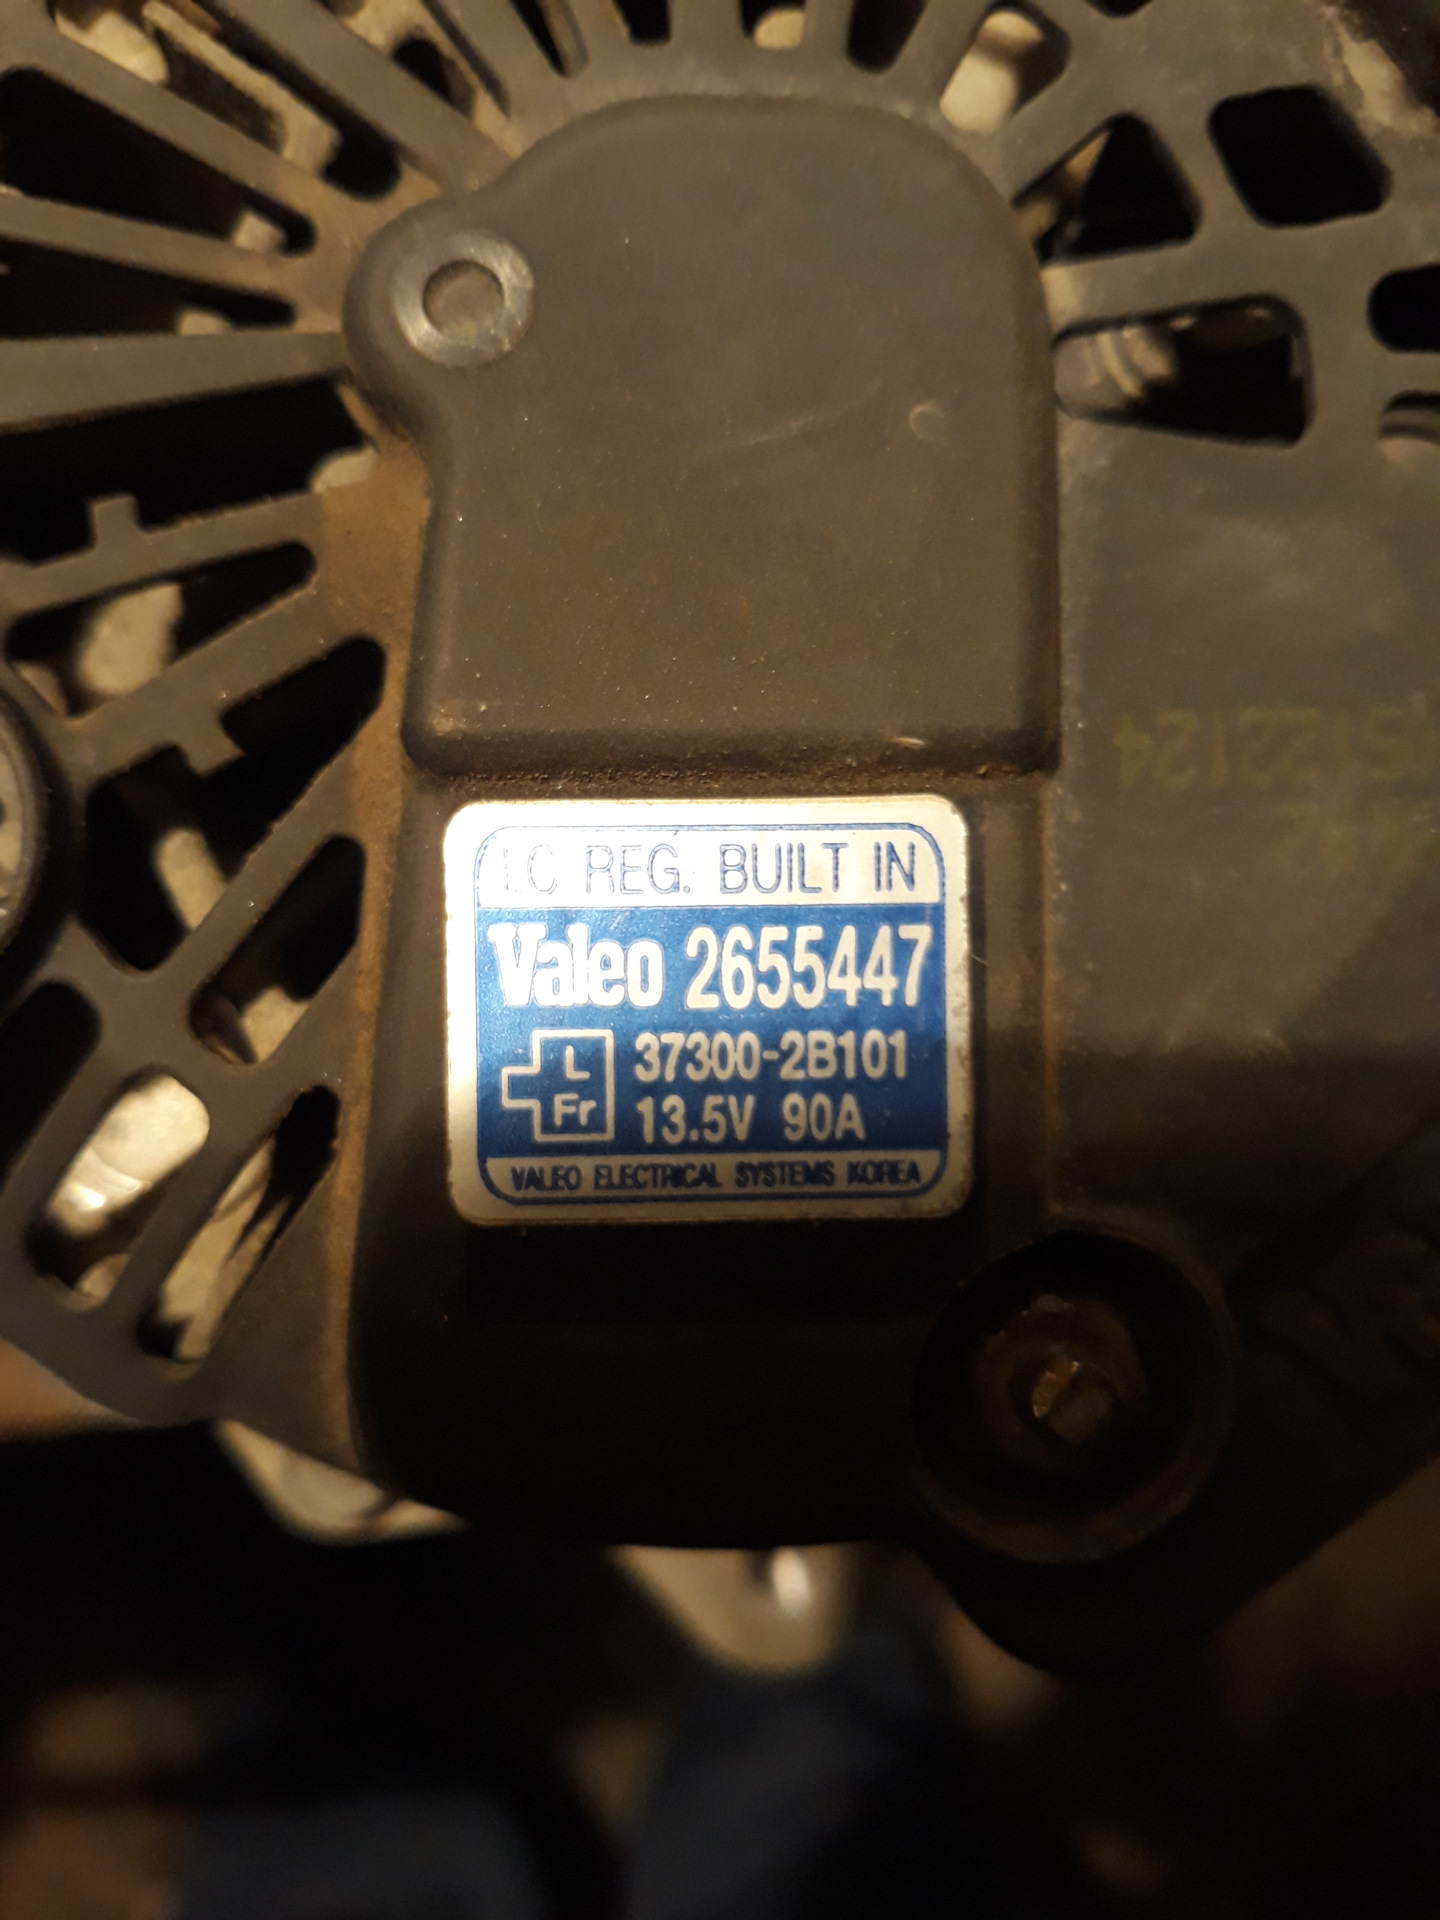 I.C REG. BUILT IN
Valeo 2655447
L 37300-2B101
Fr 13.5V 90A
VALEO ELECTRICAL SYSTEMS KOREA